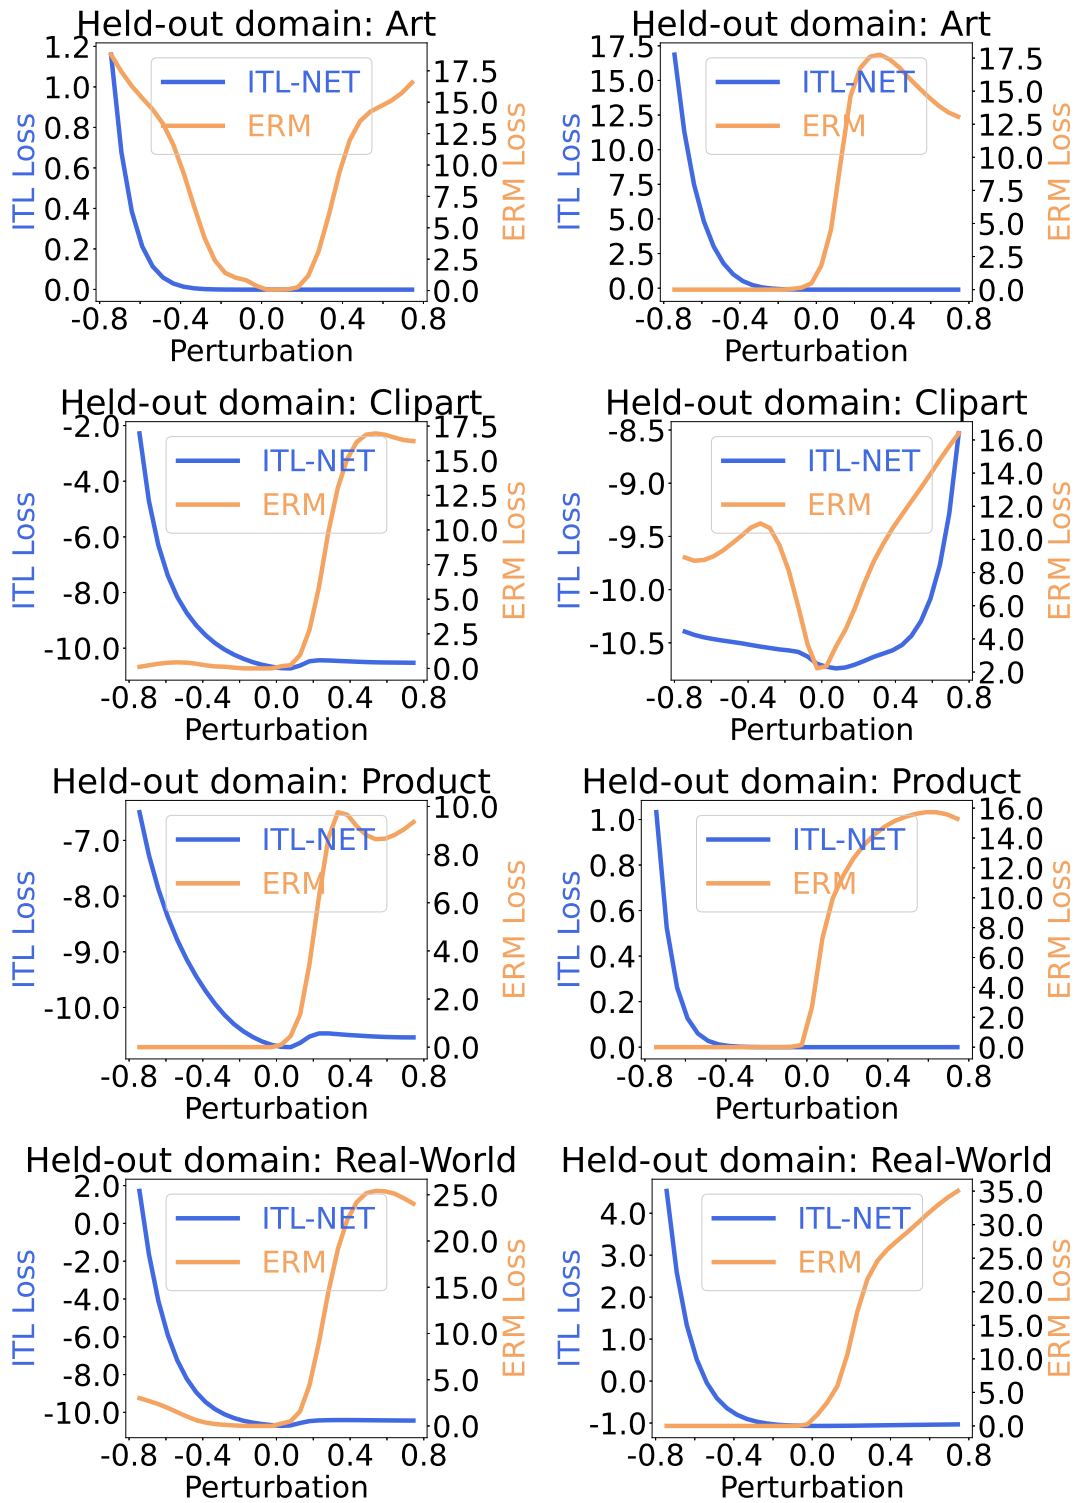 Held-out domain: Art
ITL-NET
ERM
ITL Loss
1.2
1.0
0.8
0.6
0.4
0.2
0.0
17.5
15.0
12.5
10.0
7.5
5.0
2.5
0.0
ERM Loss
-0.8 -0.4 0.0 0.4 0.8
Perturbation
Held-out domain: Art
ITL-NET
ERM
ITL Loss
17.5
15.0
12.5
10.0
7.5
5.0
2.5
0.0
17.5
15.0
12.5
10.0
7.5
5.0
2.5
0.0
ERM Loss
-0.8 -0.4 0.0 0.4 0.8
Perturbation
Held-out domain: Clipart
ITL-NET
ERM
ITL Loss
-2.0
-4.0
-6.0
-8.0
-10.0
17.5
15.0
12.5
10.0
7.5
5.0
2.5
0.0
ERM Loss
-0.8 -0.4 0.0 0.4 0.8
Perturbation
Held-out domain: Clipart
ITL-NET
ERM
ITL Loss
-8.5
-9.0
-9.5
-10.0
-10.5
16.0
14.0
12.0
10.0
8.0
6.0
4.0
2.0
ERM Loss
-0.8 -0.4 0.0 0.4 0.8
Perturbation
Held-out domain: Product
ITL-NET
ERM
ITL Loss
-7.0
-8.0
-9.0
-10.0
10.0
8.0
6.0
4.0
2.0
0.0
ERM Loss
-0.8 -0.4 0.0 0.4 0.8
Perturbation
Held-out domain: Product
ITL-NET
ERM
ITL Loss
1.0
0.8
0.6
0.4
0.2
0.0
16.0
14.0
12.0
10.0
8.0
6.0
4.0
2.0
0.0
ERM Loss
-0.8 -0.4 0.0 0.4 0.8
Perturbation
Held-out domain: Real-World
ITL-NET
ERM
ITL Loss
2.0
0.0
-2.0
-4.0
-6.0
-8.0
-10.0
25.0
20.0
15.0
10.0
5.0
0.0
ERM Loss
-0.8 -0.4 0.0 0.4 0.8
Perturbation
Held-out domain: Real-World
ITL-NET
ERM
ITL Loss
4.0
3.0
2.0
1.0
0.0
-1.0
35.0
30.0
25.0
20.0
15.0
10.0
5.0
0.0
ERM Loss
-0.8 -0.4 0.0 0.4 0.8
Perturbation